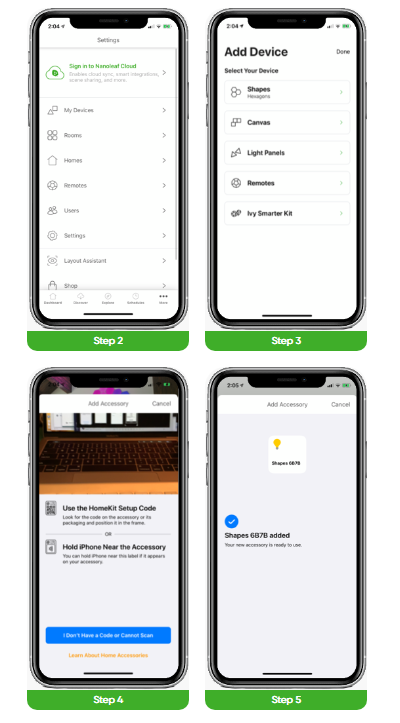 2:04
Settings
Sign in to Nanoleaf Cloud
Enables cloud sync, smart integrations,
scene sharing, and more.
My Devices
Rooms
Homes
Remotes
Users
Settings
Layout Assistant
Shop
Dashboard Discover Explore Schedules More
Step 2
2:04
Add Device Done
Select Your Device
Shapes
Hexagons
Canvas
Light Panels
Remotes
Ivy Smarter Kit
Step 3
Add Accessory Cancel
Use the HomeKit Setup Code
Look for the code on the accessory or its
packaging and position it in the frame.
OR
Hold iPhone Near the Accessory
You can hold iPhone near this label if it appears
on your accessory.
I Don't Have a Code or Cannot Scan
Learn About Home Accessories
Step 4
2:05
Add Accessory Cancel
Shapes 6B7B
Shapes 6B7B added
Your new accessory is ready to use.
Step 5